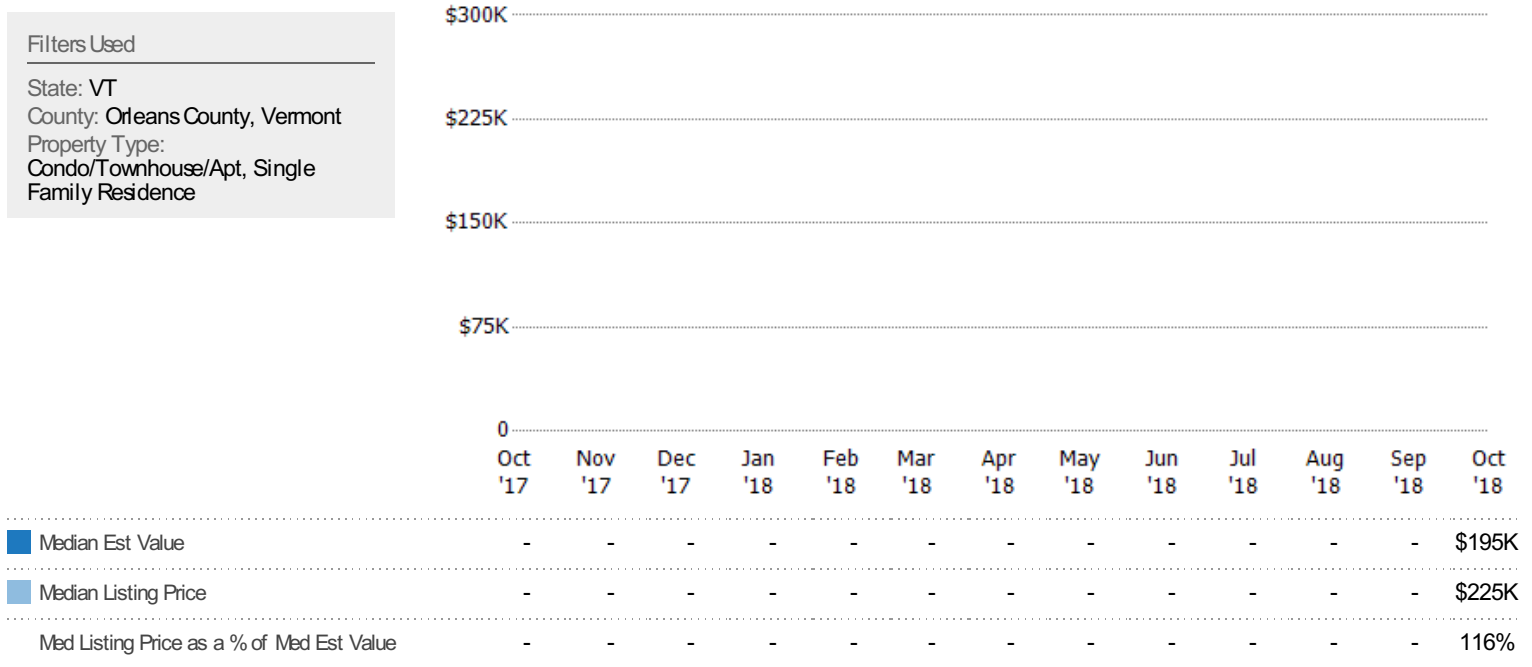 Filters Used
State: VT
County: Orleans County, Vermont
Property Type:
Condo/Townhouse/Apt, Single
Family Residence
$300K
$225K
$150K
$75K
0
Oct Nov Dec Jan Feb Mar Apr May Jun Jul Aug Sep Oct
'17 '17 '17 '18 '18 '18 '18 '18 '18 '18 '18 '18 '18
Median Est Value - - - - - - - - - - - - $195K
Median Listing Price - - - - - - - - - - - - $225K
Med Listing Price as a % of Med Est Value - - - - - - - - - - - - 116%